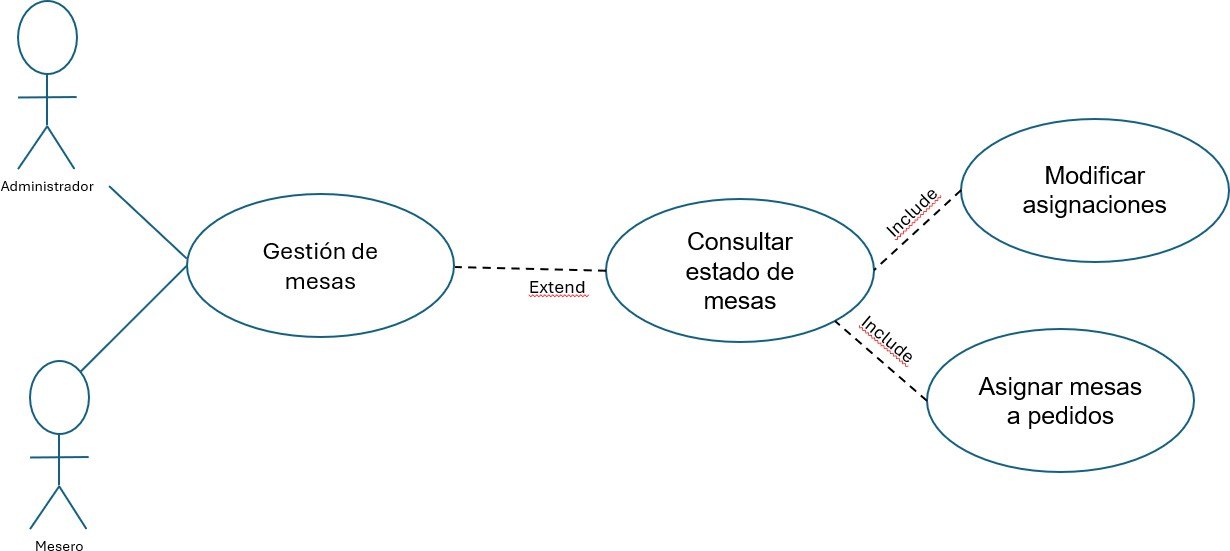 Administrador
Gestión de
mesas
Extend
Consultar
estado de
mesas
Include
Modificar
asignaciones
Include
Asignar mesas
a pedidos
Mesero